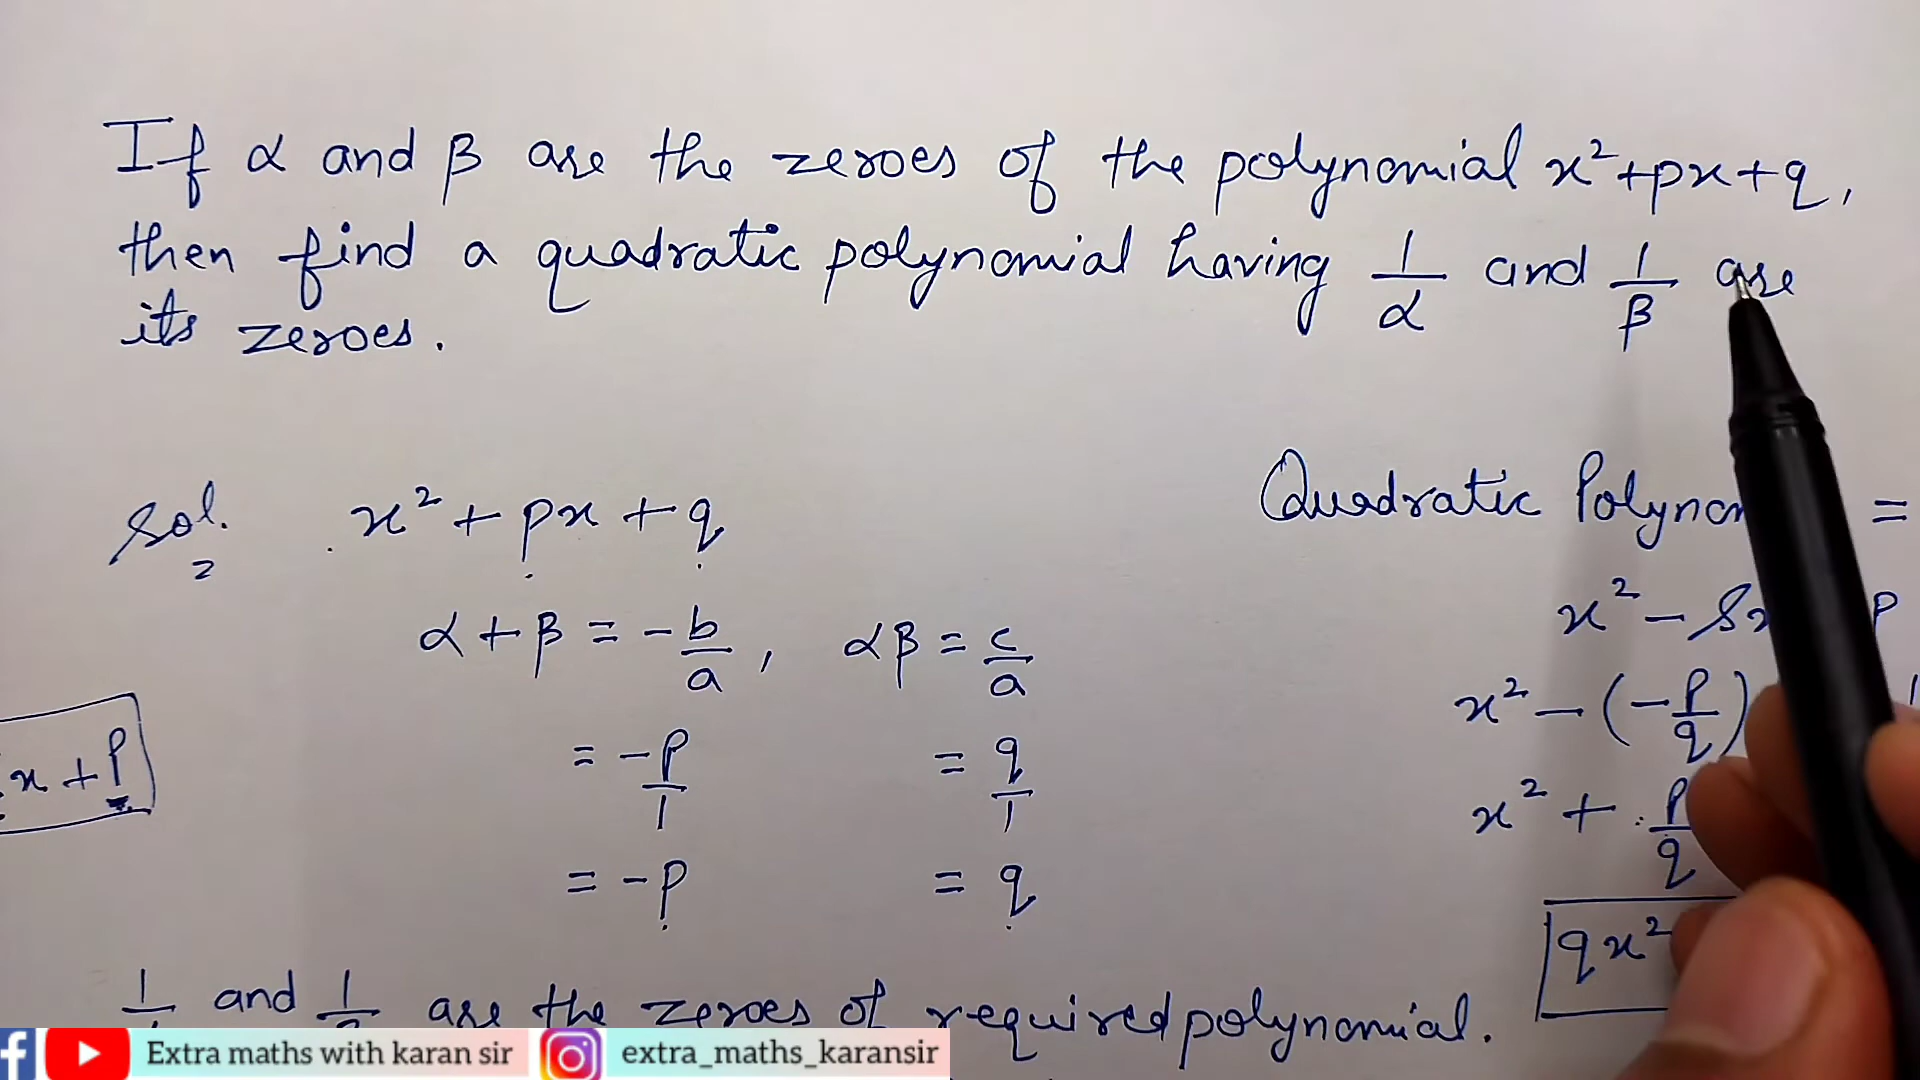 If α and β are the zeroes of the polynomial x²+px+q,
then find a quadratic polynomial having 1/α and 1/β are
its zeroes.
Sol. x² + px + q
α + β = -b/a, αβ = c/a
= -p/1 = q/1
= -p = q
x + p
Quadratic =
x² -
x² - (-p/q)
x² + p/q
qx²
and are the zeroes of required polynomial.
Extra maths with karan sir
extra_maths_karansir